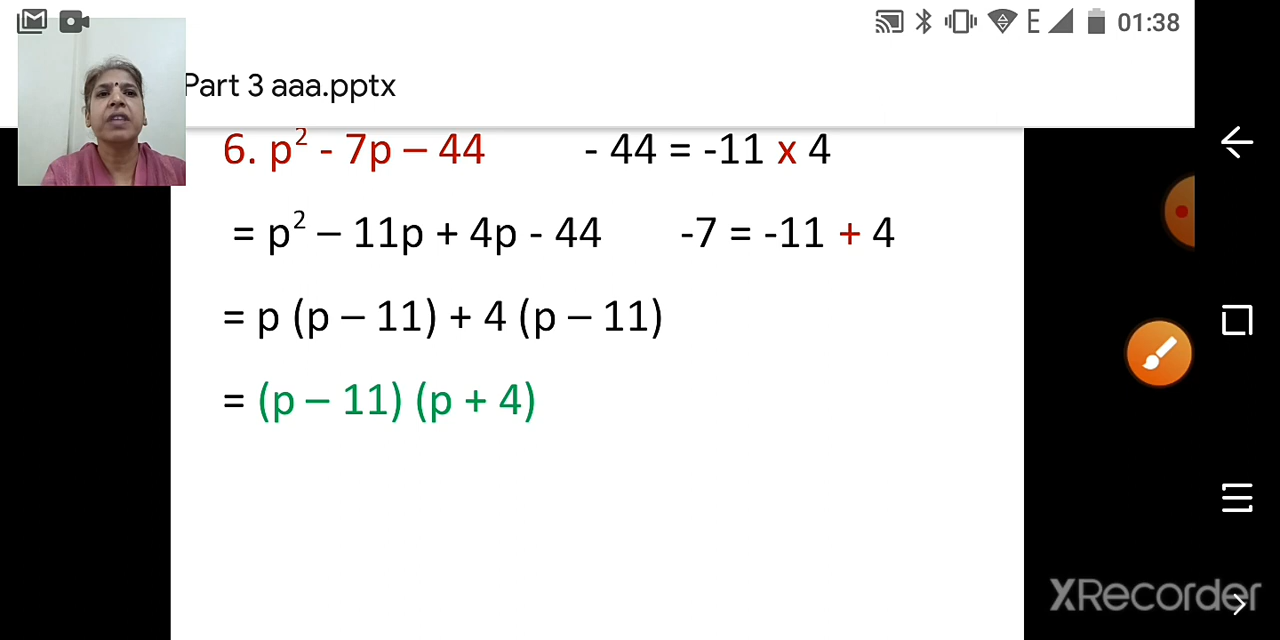 E 01:38
Part 3 aaa.pptx
6. p² - 7p – 44 - 44 = -11 x 4
= p² – 11p + 4p - 44 -7 = -11 + 4
= p (p – 11) + 4 (p – 11)
= (p – 11) (p + 4)
XRecorder